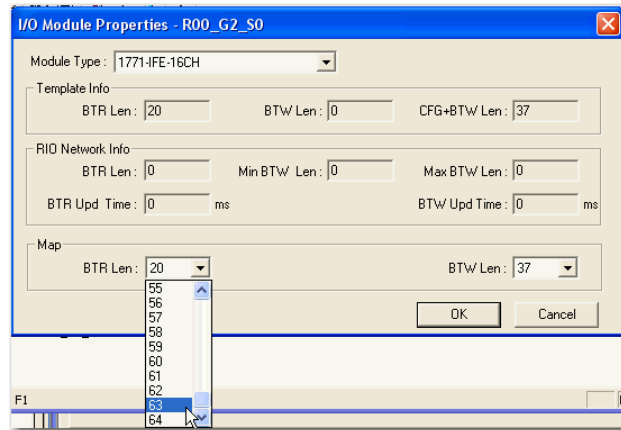 I/O Module Properties - R00_G2_S0
Module Type : 1771-IFE-16CH
Template Info
BTR Len : 20 BTW Len : 0 CFG+BTW Len : 37
RIO Network Info
BTR Len : 0 Min BTW Len : 0 Max BTW Len : 0
BTR Upd Time : 0 ms BTW Upd Time : 0 ms
Map
BTR Len : 20 BTW Len : 37
55
56
57
58
59
60
61
62
63
64
OK Cancel
F1